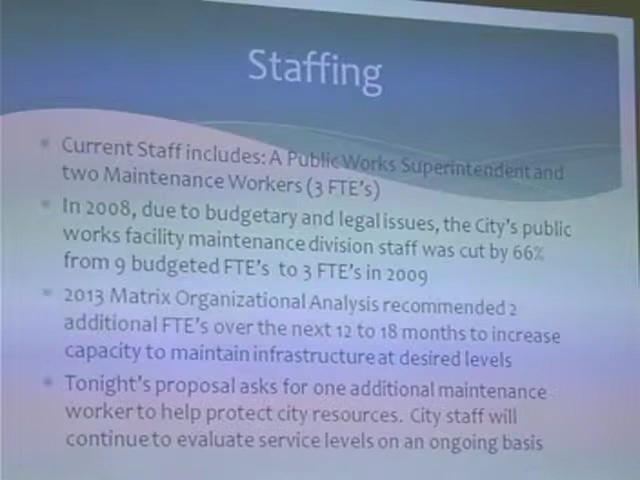 Staffing
Current Staff includes: A Public Works Superintendent and
two Maintenance Workers (3 FTE's)
In 2008, due to budgetary and legal issues, the City's public
works facility maintenance division staff was cut by 66%
from 9 budgeted FTE's to 3 FTE's in 2009
2013 Matrix Organizational Analysis recommended 2
additional FTE's over the next 12 to 18 months to increase
capacity to maintain infrastructure at desired levels
Tonight's proposal asks for one additional maintenance
worker to help protect city resources. City staff will
continue to evaluate service levels on an ongoing basis